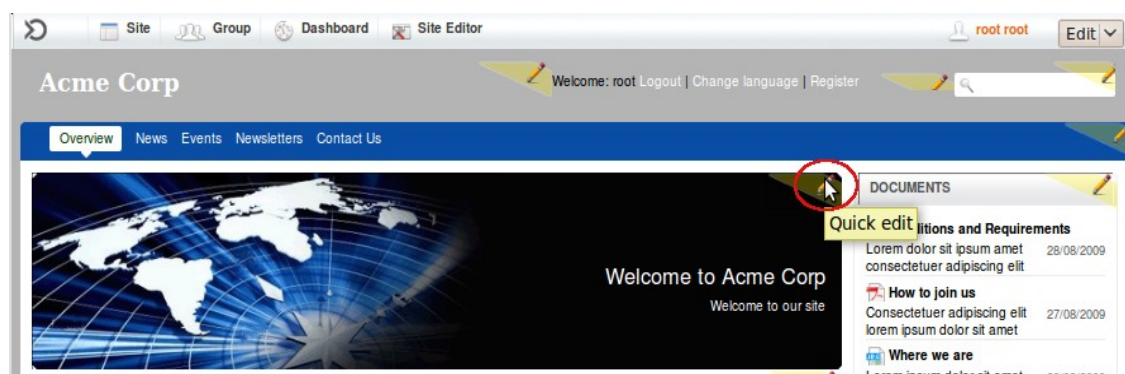 Site Group Dashboard Site Editor root root Edit
Acme Corp
Welcome: root Logout | Change language | Register
Overview News Events Newsletters Contact Us
DOCUMENTS
Quick edit
Welcome to Acme Corp
Welcome to our site
litions and Requirements
Lorem dolor sit ipsum amet 28/08/2009
consectetuer adipiscing elit
How to join us
Consectetuer adipiscing elit 27/08/2009
lorem ipsum dolor sit amet
Where we are